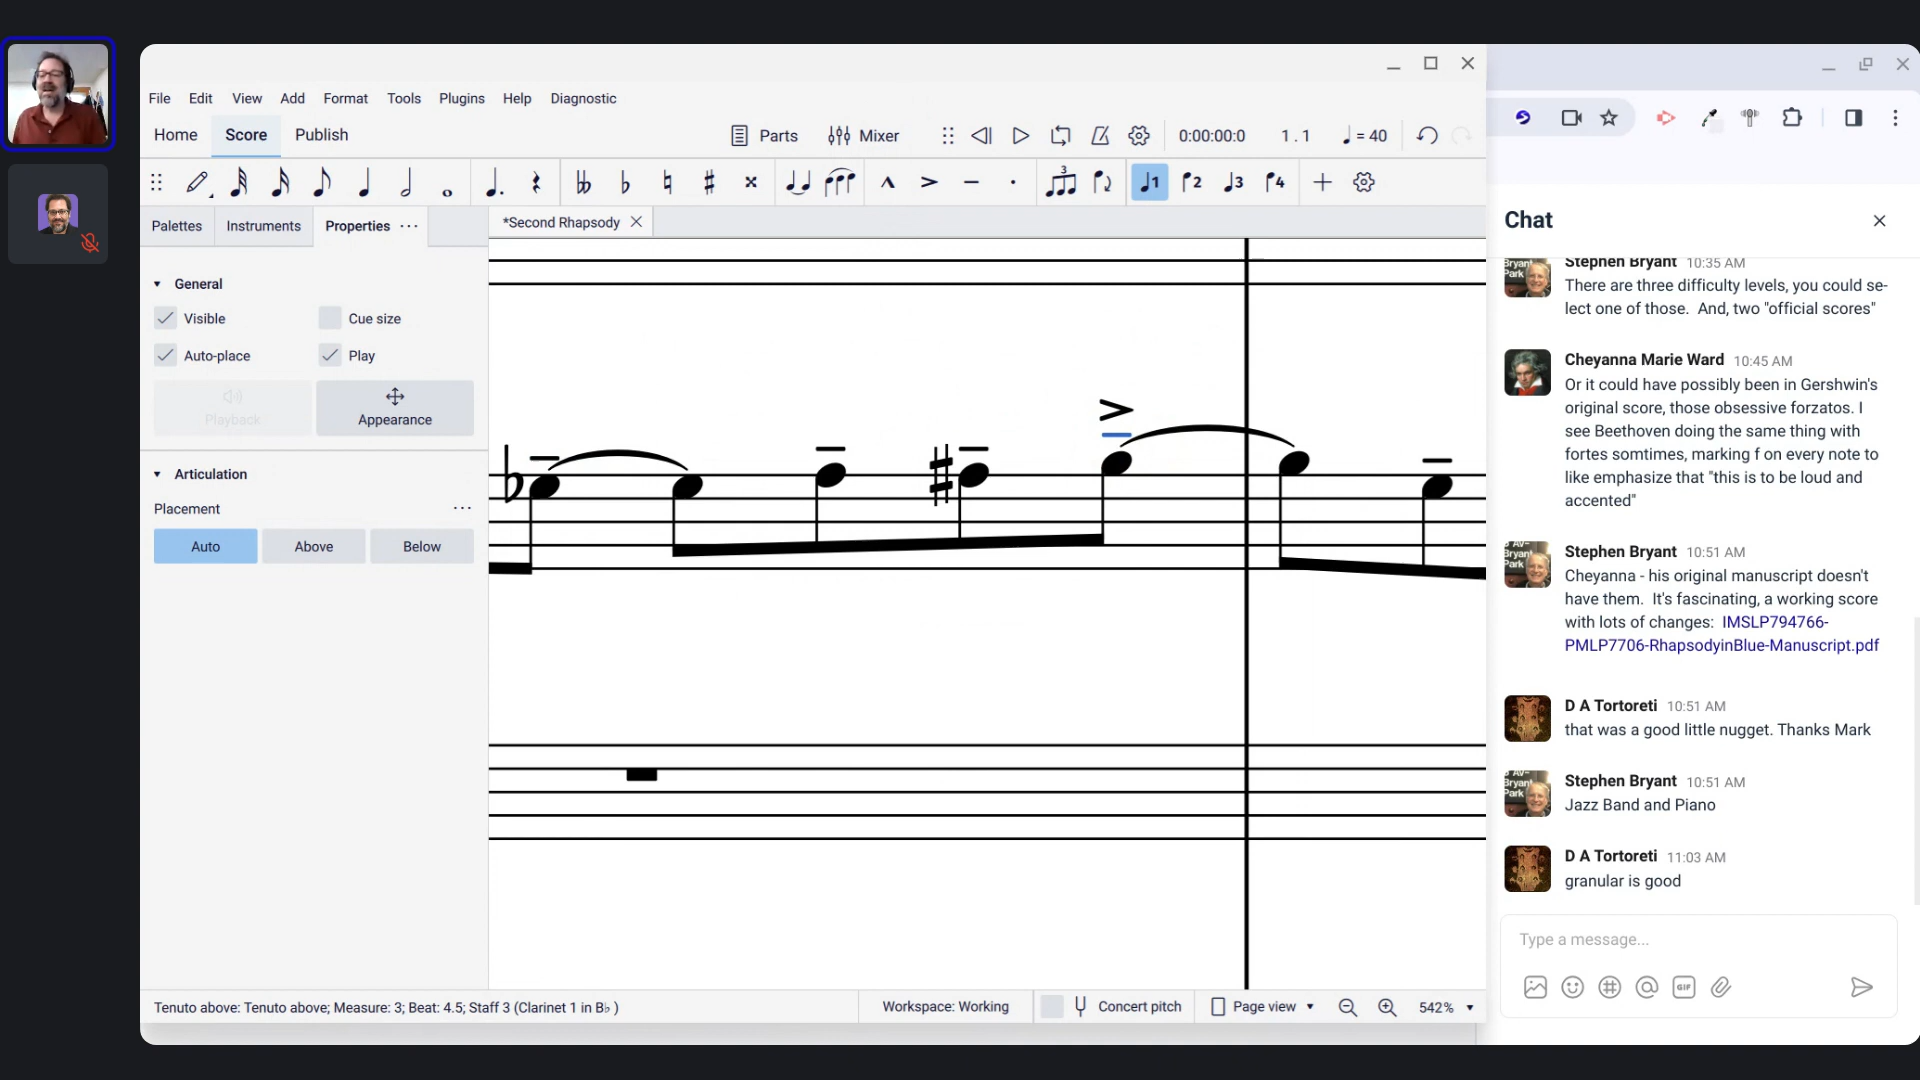 File Edit View Add Format Tools Plugins Help Diagnostic
Home Score Publish
Parts Mixer 0:00:00:0 1 . 1 = 40
3 1 2 3 4
Palettes Instruments Properties ···
*Second Rhapsody
General
Visible Cue size
Auto-place Play
Playback Appearance
Articulation
Placement ···
Auto Above Below
Tenuto above: Tenuto above; Measure: 3; Beat: 4.5; Staff 3 (Clarinet 1 in B♭ )
Workspace: Working Concert pitch Page view 542%
Chat
Stephen Bryant 10:35 AM
There are three difficulty levels, you could se-
lect one of those. And, two "official scores"
Cheyanna Marie Ward 10:45 AM
Or it could have possibly been in Gershwin's
original score, those obsessive forzatos. I
see Beethoven doing the same thing with
fortes somtimes, marking f on every note to
like emphasize that "this is to be loud and
accented"
Stephen Bryant 10:51 AM
Cheyanna - his original manuscript doesn't
have them. It's fascinating, a working score
with lots of changes: IMSLP794766-
PMLP7706-RhapsodyinBlue-Manuscript.pdf
D A Tortoreti 10:51 AM
that was a good little nugget. Thanks Mark
Stephen Bryant 10:51 AM
Jazz Band and Piano
D A Tortoreti 11:03 AM
granular is good
Type a message...
GIF